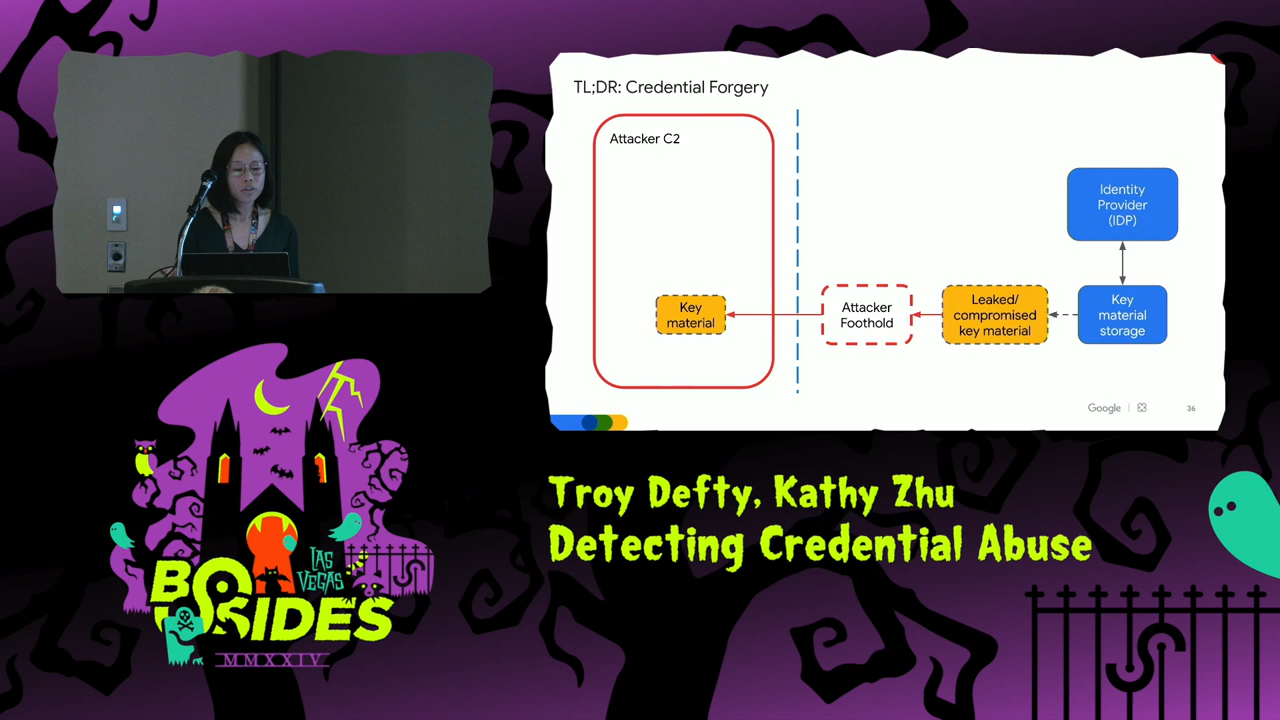 TL;DR: Credential Forgery
Attacker C2
Key
material
Attacker
Foothold
Leaked/
compromised
key material
Identity
Provider
(IDP)
Key
material
storage
Google
36
LAS
VEGAS
BSIDES
MMXXIV
Troy Defty, Kathy Zhu
Detecting Credential Abuse